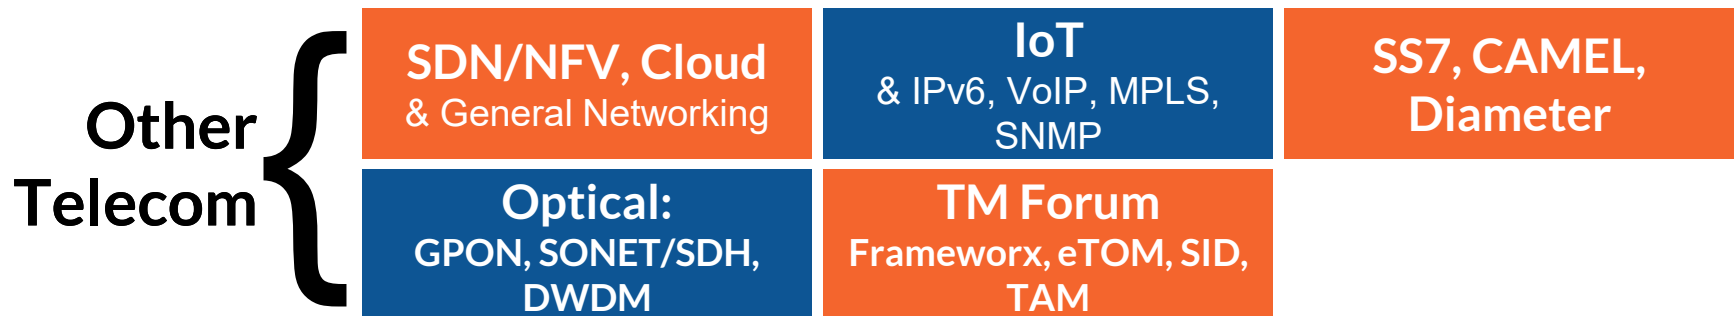 Other
Telecom
{
SDN/NFV, Cloud
& General Networking
IoT
& IPv6, VoIP, MPLS,
SNMP
SS7, CAMEL,
Diameter
Optical:
GPON, SONET/SDH,
DWDM
TM Forum
Frameworx, eTOM, SID,
TAM